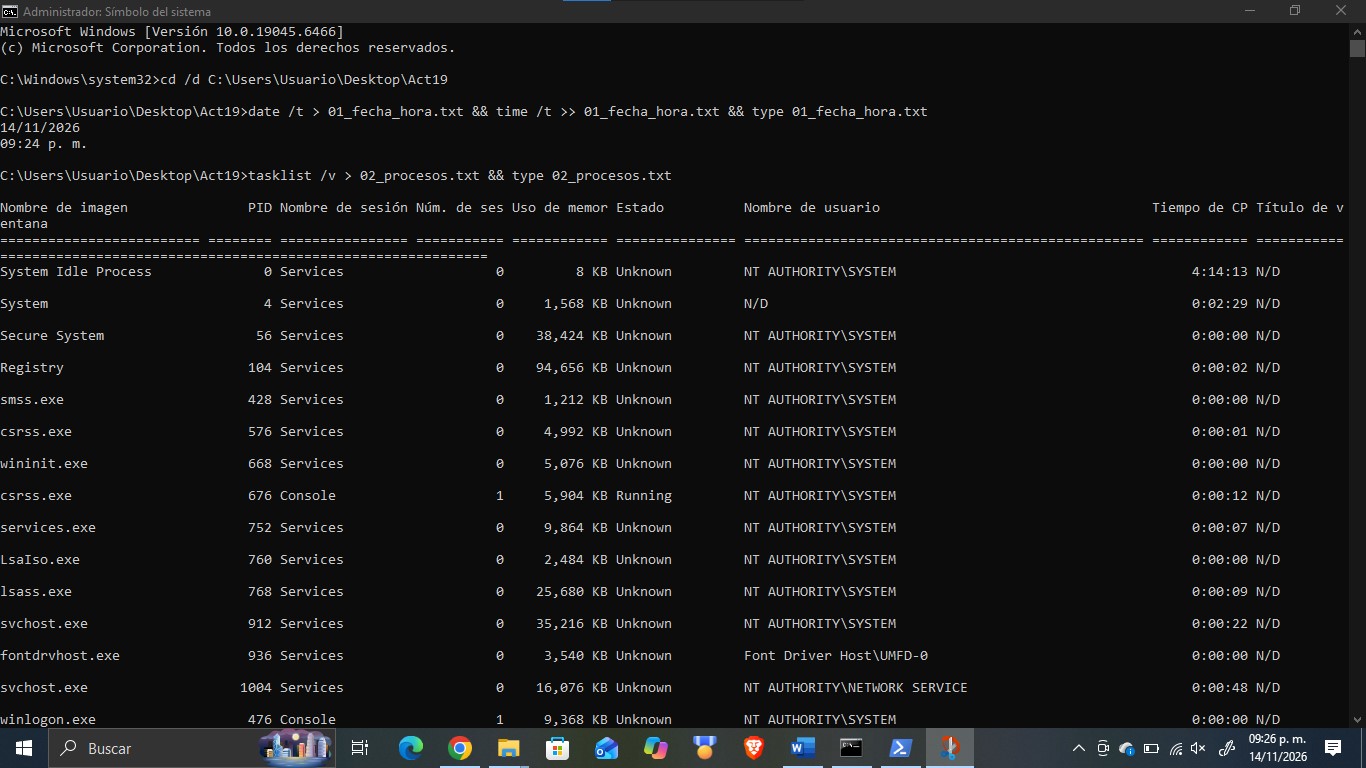 Administrador: Símbolo del sistema
Microsoft Windows [Versión 10.0.19045.6466]
(c) Microsoft Corporation. Todos los derechos reservados.
C:\Windows\system32>cd /d C:\Users\Usuario\Desktop\Act19
C:\Users\Usuario\Desktop\Act19>date /t > 01_fecha_hora.txt && time /t >> 01_fecha_hora.txt && type 01_fecha_hora.txt
14/11/2026
09:24 p. m.
C:\Users\Usuario\Desktop\Act19>tasklist /v > 02_procesos.txt && type 02_procesos.txt
Nombre de imagen PID Nombre de sesión Núm. de ses Uso de memor Estado Nombre de usuario Tiempo de CP Título de v
entana
========================= ======== ================ =========== ============ =============== ================================================== ============ ===========
=============================================================
System Idle Process 0 Services 0 8 KB Unknown NT AUTHORITY\SYSTEM 4:14:13 N/D
System 4 Services 0 1,568 KB Unknown N/D 0:02:29 N/D
Secure System 56 Services 0 38,424 KB Unknown NT AUTHORITY\SYSTEM 0:00:00 N/D
Registry 104 Services 0 94,656 KB Unknown NT AUTHORITY\SYSTEM 0:00:02 N/D
smss.exe 428 Services 0 1,212 KB Unknown NT AUTHORITY\SYSTEM 0:00:00 N/D
csrss.exe 576 Services 0 4,992 KB Unknown NT AUTHORITY\SYSTEM 0:00:01 N/D
wininit.exe 668 Services 0 5,076 KB Unknown NT AUTHORITY\SYSTEM 0:00:00 N/D
csrss.exe 676 Console 1 5,904 KB Running NT AUTHORITY\SYSTEM 0:00:12 N/D
services.exe 752 Services 0 9,864 KB Unknown NT AUTHORITY\SYSTEM 0:00:07 N/D
LsaIso.exe 760 Services 0 2,484 KB Unknown NT AUTHORITY\SYSTEM 0:00:00 N/D
lsass.exe 768 Services 0 25,680 KB Unknown NT AUTHORITY\SYSTEM 0:00:09 N/D
svchost.exe 912 Services 0 35,216 KB Unknown NT AUTHORITY\SYSTEM 0:00:22 N/D
fontdrvhost.exe 936 Services 0 3,540 KB Unknown Font Driver Host\UMFD-0 0:00:00 N/D
svchost.exe 1004 Services 0 16,076 KB Unknown NT AUTHORITY\NETWORK SERVICE 0:00:48 N/D
winlogon.exe 476 Console 1 9,368 KB Unknown NT AUTHORITY\SYSTEM 0:00:00 N/D
Buscar
09:26 p. m.
14/11/2026